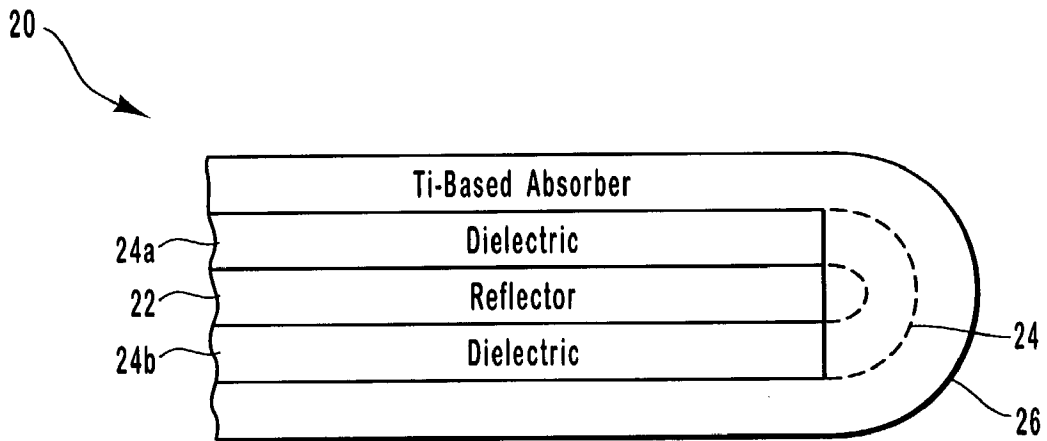 20
Ti-Based Absorber
24a
Dielectric
22
Reflector
24b
Dielectric
24
26